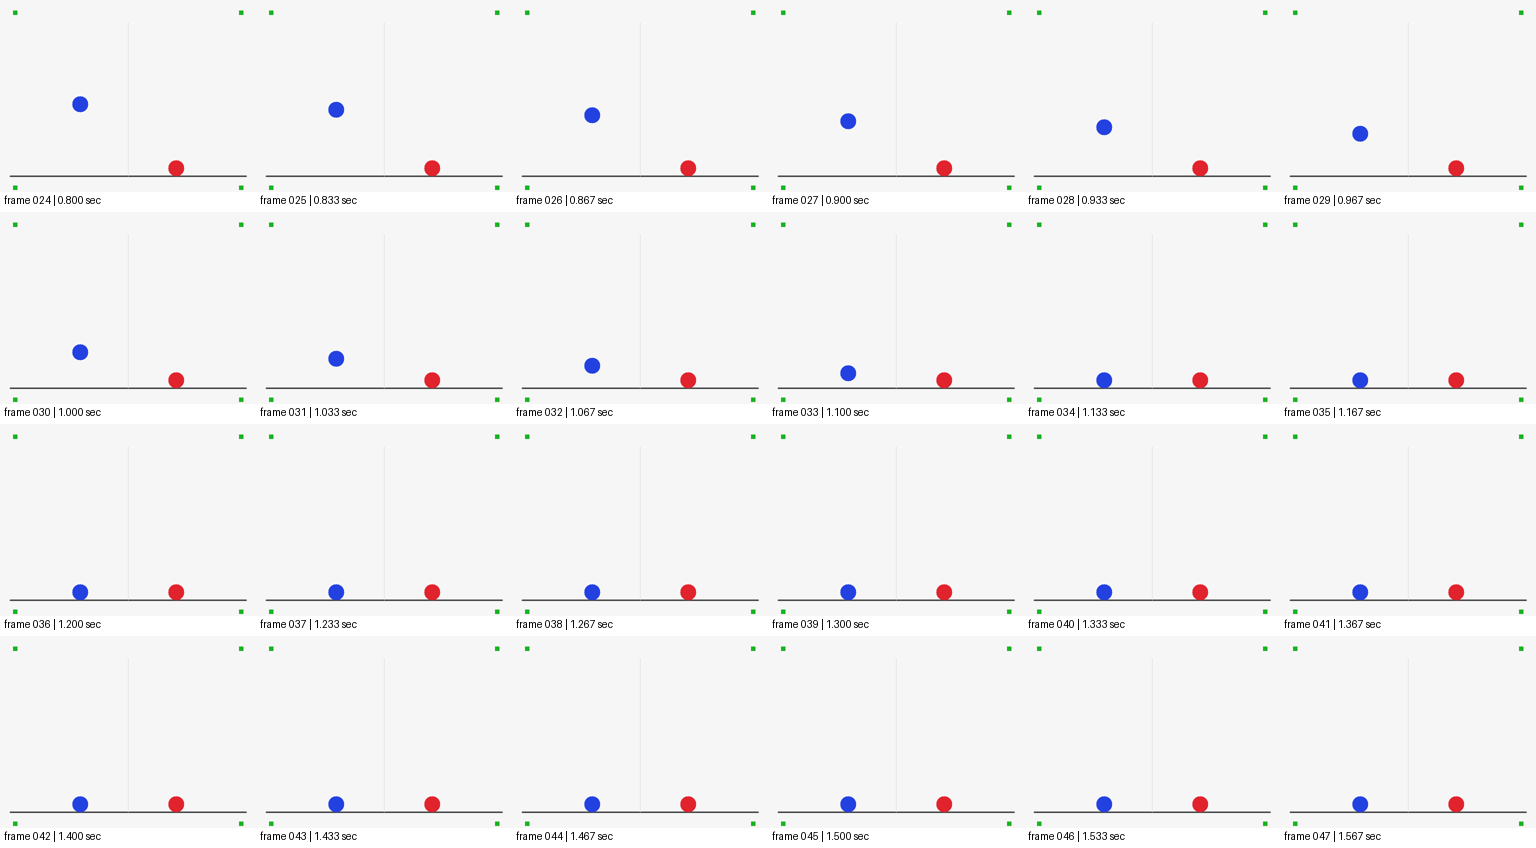 frame 024 | 0.800 sec
frame 025 | 0.833 sec
frame 026 | 0.867 sec
frame 027 | 0.900 sec
frame 028 | 0.933 sec
frame 029 | 0.967 sec
frame 030 | 1.000 sec
frame 031 | 1.033 sec
frame 032 | 1.067 sec
frame 033 | 1.100 sec
frame 034 | 1.133 sec
frame 035 | 1.167 sec
frame 036 | 1.200 sec
frame 037 | 1.233 sec
frame 038 | 1.267 sec
frame 039 | 1.300 sec
frame 040 | 1.333 sec
frame 041 | 1.367 sec
frame 042 | 1.400 sec
frame 043 | 1.433 sec
frame 044 | 1.467 sec
frame 045 | 1.500 sec
frame 046 | 1.533 sec
frame 047 | 1.567 sec